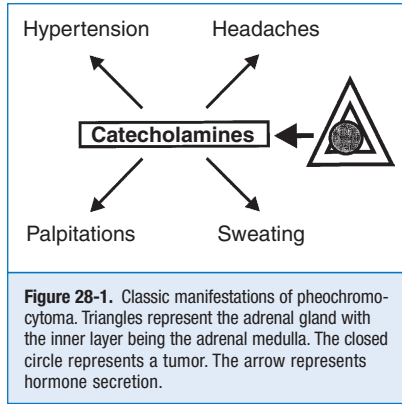 Hypertension Headaches
Catecholamines
Palpitations Sweating
Figure 28-1. Classic manifestations of pheochromo-
cytoma. Triangles represent the adrenal gland with
the inner layer being the adrenal medulla. The closed
circle represents a tumor. The arrow represents
hormone secretion.